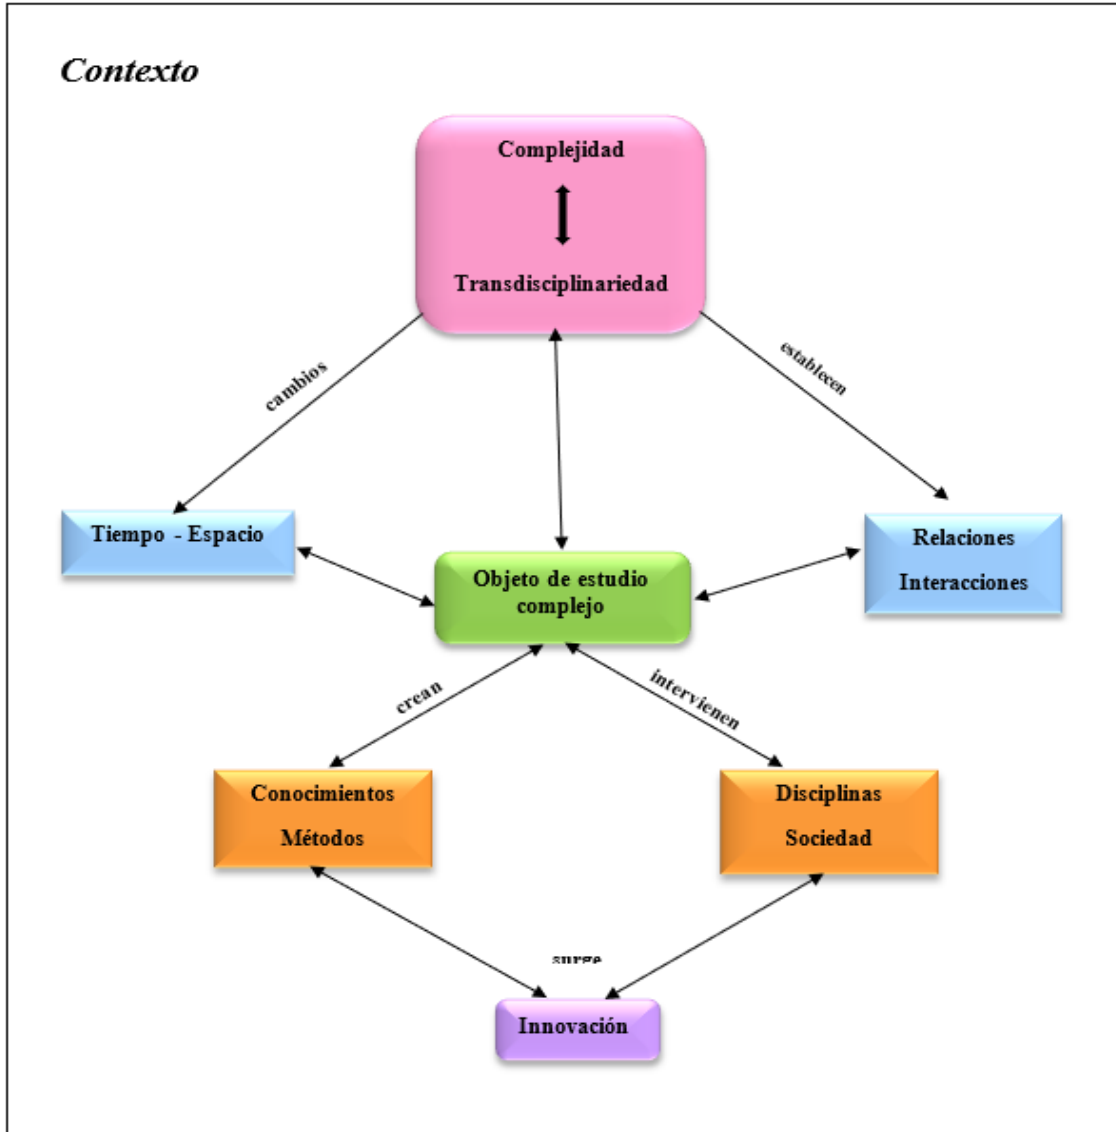 Contexto
Complejidad
Transdisciplinariedad
cambios
establecen
Tiempo - Espacio
Relaciones
Interacciones
Objeto de estudio
complejo
crean
intervienen
Conocimientos
Métodos
Disciplinas
Sociedad
surge
Innovación